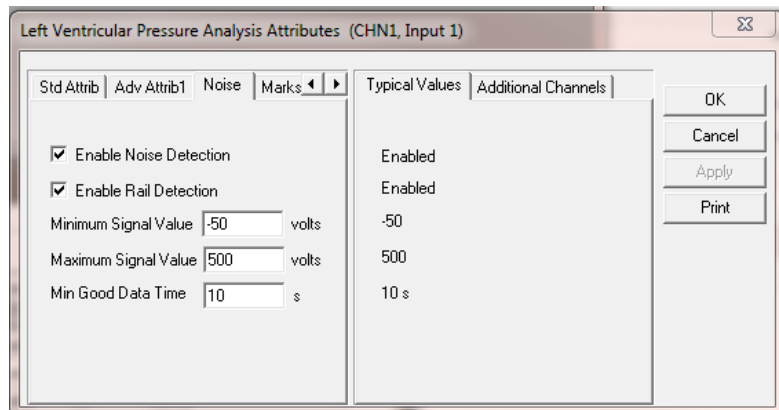 Left Ventricular Pressure Analysis Attributes (CHN1, Input 1)
Std Attrib Adv Attrib1 Noise Marks
Enable Noise Detection
Enable Rail Detection
Minimum Signal Value -50 volts
Maximum Signal Value 500 volts
Min Good Data Time 10 s
Typical Values Additional Channels
Enabled
Enabled
-50
500
10 s
OK
Cancel
Apply
Print